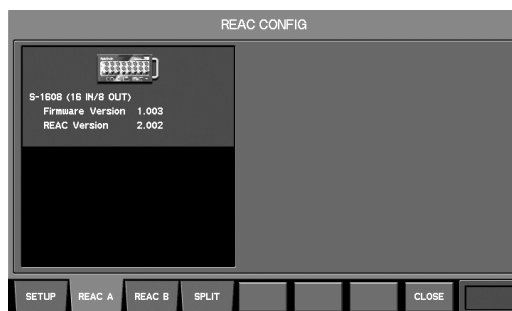 REAC CONFIG
S-1608 (16 IN/8 OUT)
Firmware Version 1.003
REAC Version 2.002
SETUP REAC A REAC B SPLIT CLOSE